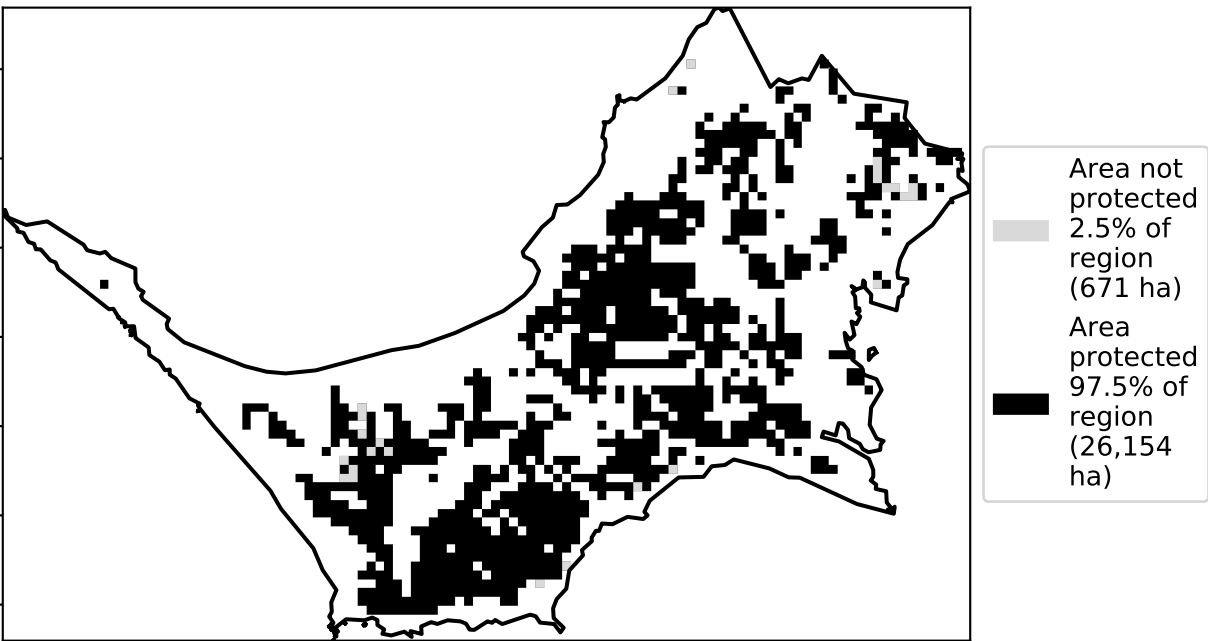 Area not
protected
2.5% of
region
(671 ha)
Area
protected
97.5% of
region
(26,154
ha)